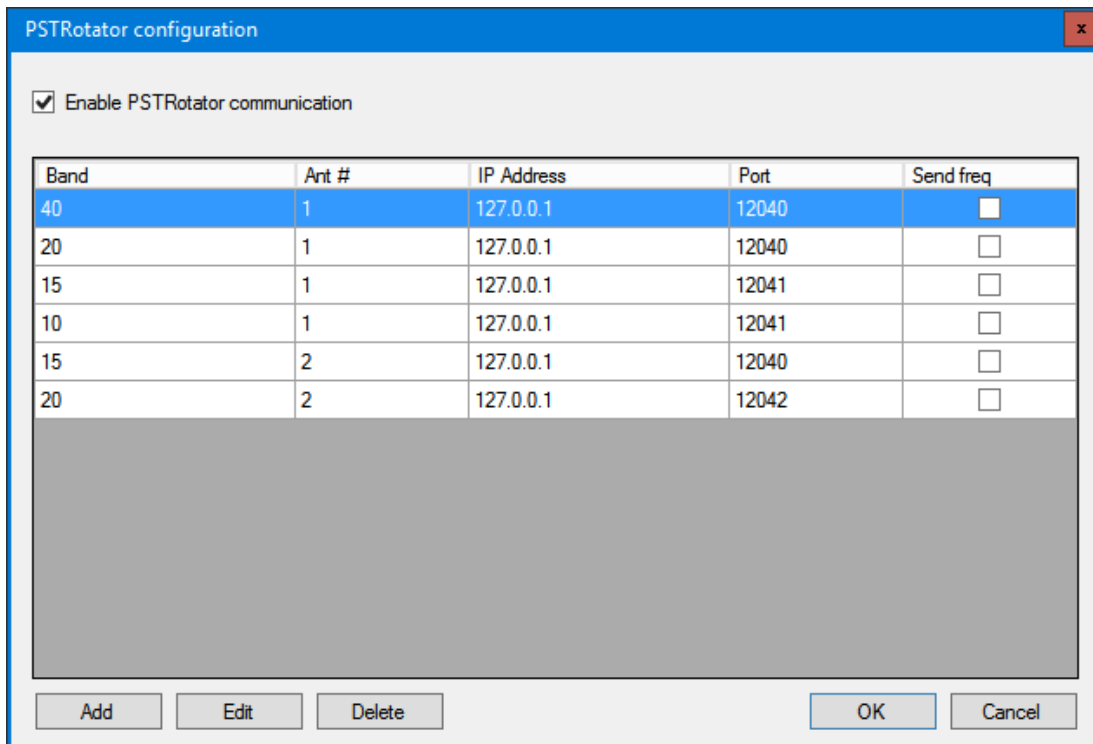 PSTRotator configuration
x
Enable PSTRotator communication
Band Ant # IP Address Port Send freq
40 1 127.0.0.1 12040
20 1 127.0.0.1 12040
15 1 127.0.0.1 12041
10 1 127.0.0.1 12041
15 2 127.0.0.1 12040
20 2 127.0.0.1 12042
Add Edit Delete OK Cancel